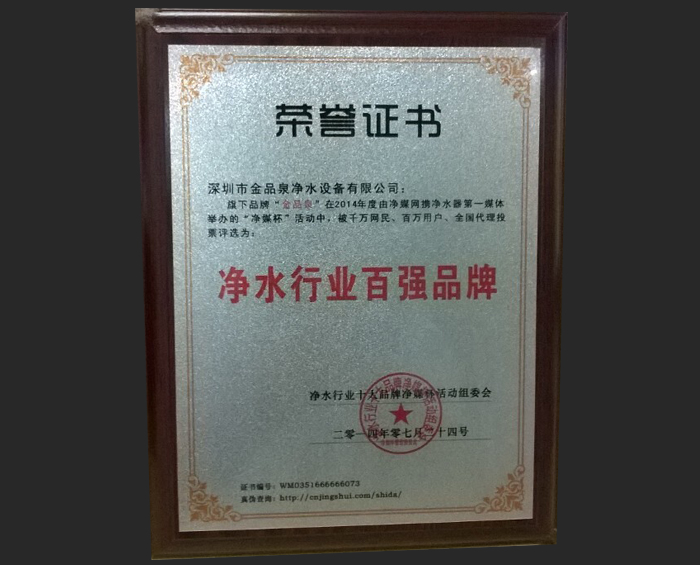 荣誉证书
深圳市金品泉净水设备有限公司：
旗下品牌“金品泉”在2014年度由净媒网携净水器第一媒体
举办的“净媒杯”活动中，被千万网民、百万用户、全国代理投
票评选为：
净水行业百强品牌
净水行业十大品牌净媒杯活动组委会
二零一四年零七月二十四号
证书编号：WM0351666666073
真伪查询：http://cnjingshui.com/shida/